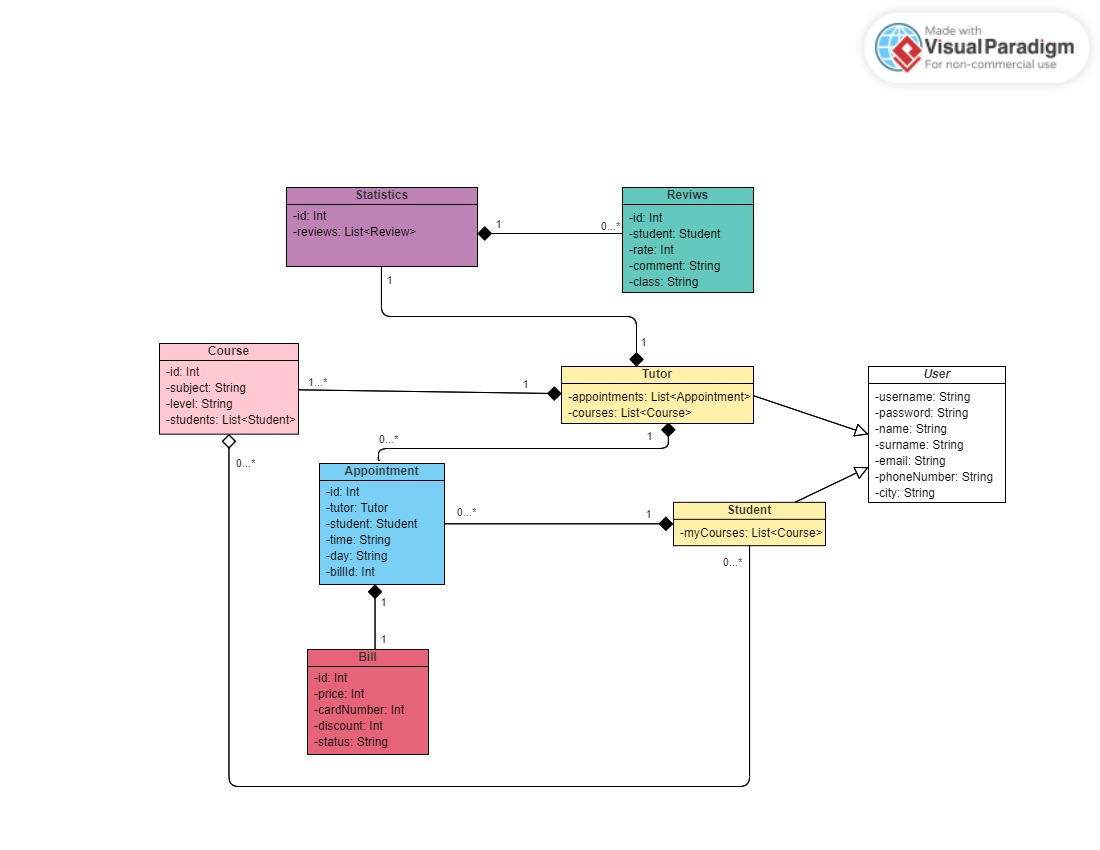 Made with
Visual Paradigm
For non-commercial use
Statistics
-id: Int
-reviews: List<Review>
1
0...*
1
Reviws
-id: Int
-student: Student
-rate: Int
-comment: String
-class: String
1
Course
-id: Int
-subject: String
-level: String
-students: List<Student>
1...*
1
0...*
Tutor
-appointments: List<Appointment>
-courses: List<Course>
1
0...*
User
-username: String
-password: String
-name: String
-surname: String
-email: String
-phoneNumber: String
-city: String
Appointment
-id: Int
-tutor: Tutor
-student: Student
-time: String
-day: String
-billId: Int
0...*
1
Student
-myCourses: List<Course>
0...*
1
1
Bill
-id: Int
-price: Int
-cardNumber: Int
-discount: Int
-status: String